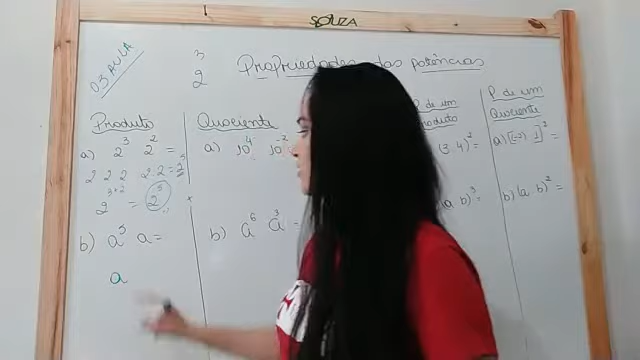 SOUZA
03 AULA
3
2
Propriedades das potências
Produto
a) 2³ 2² =
2 2 2 2·2 = 2⁵
2³⁺² = 2⁵
b) a³ a =
a
Quociente
a) 10⁴ 10⁻²
b) a⁶ a³ =
P de um
Produto
(3 4)² =
(a b)³ =
P de um
Quociente
a) [(-2) 1]² =
b) (a b)² =